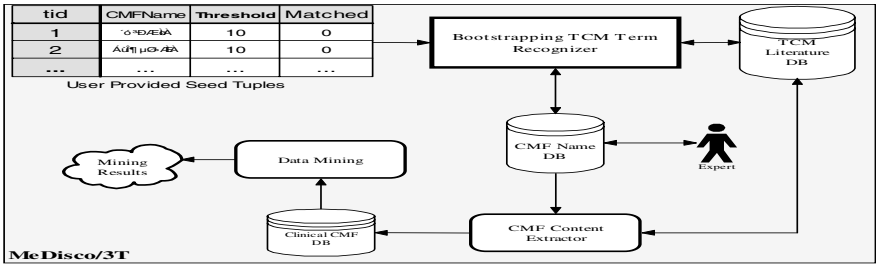 tid CMFName Threshold Matched
1 10 0
2 10 0
... ... ... ...
User Provided Seed Tuples
Bootstrapping TCM Term
Recognizer
TCM
Literature
DB
CMF Name
DB
Expert
Mining
Results
Data Mining
Clinical CMF
DB
CMF Content
Extractor
MeDisco/3T